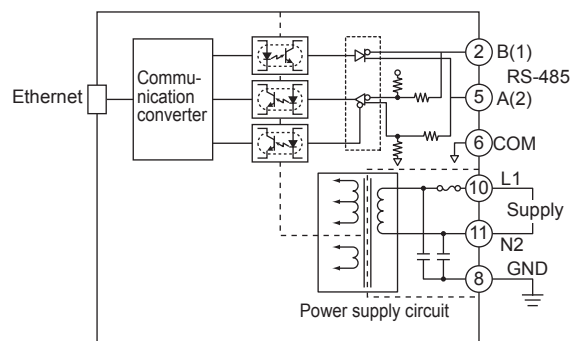 Ethernet
Commu-
nication
converter
2 B(1)
RS-485
5 A(2)
6 COM
10 L1
Supply
11 N2
8 GND
Power supply circuit